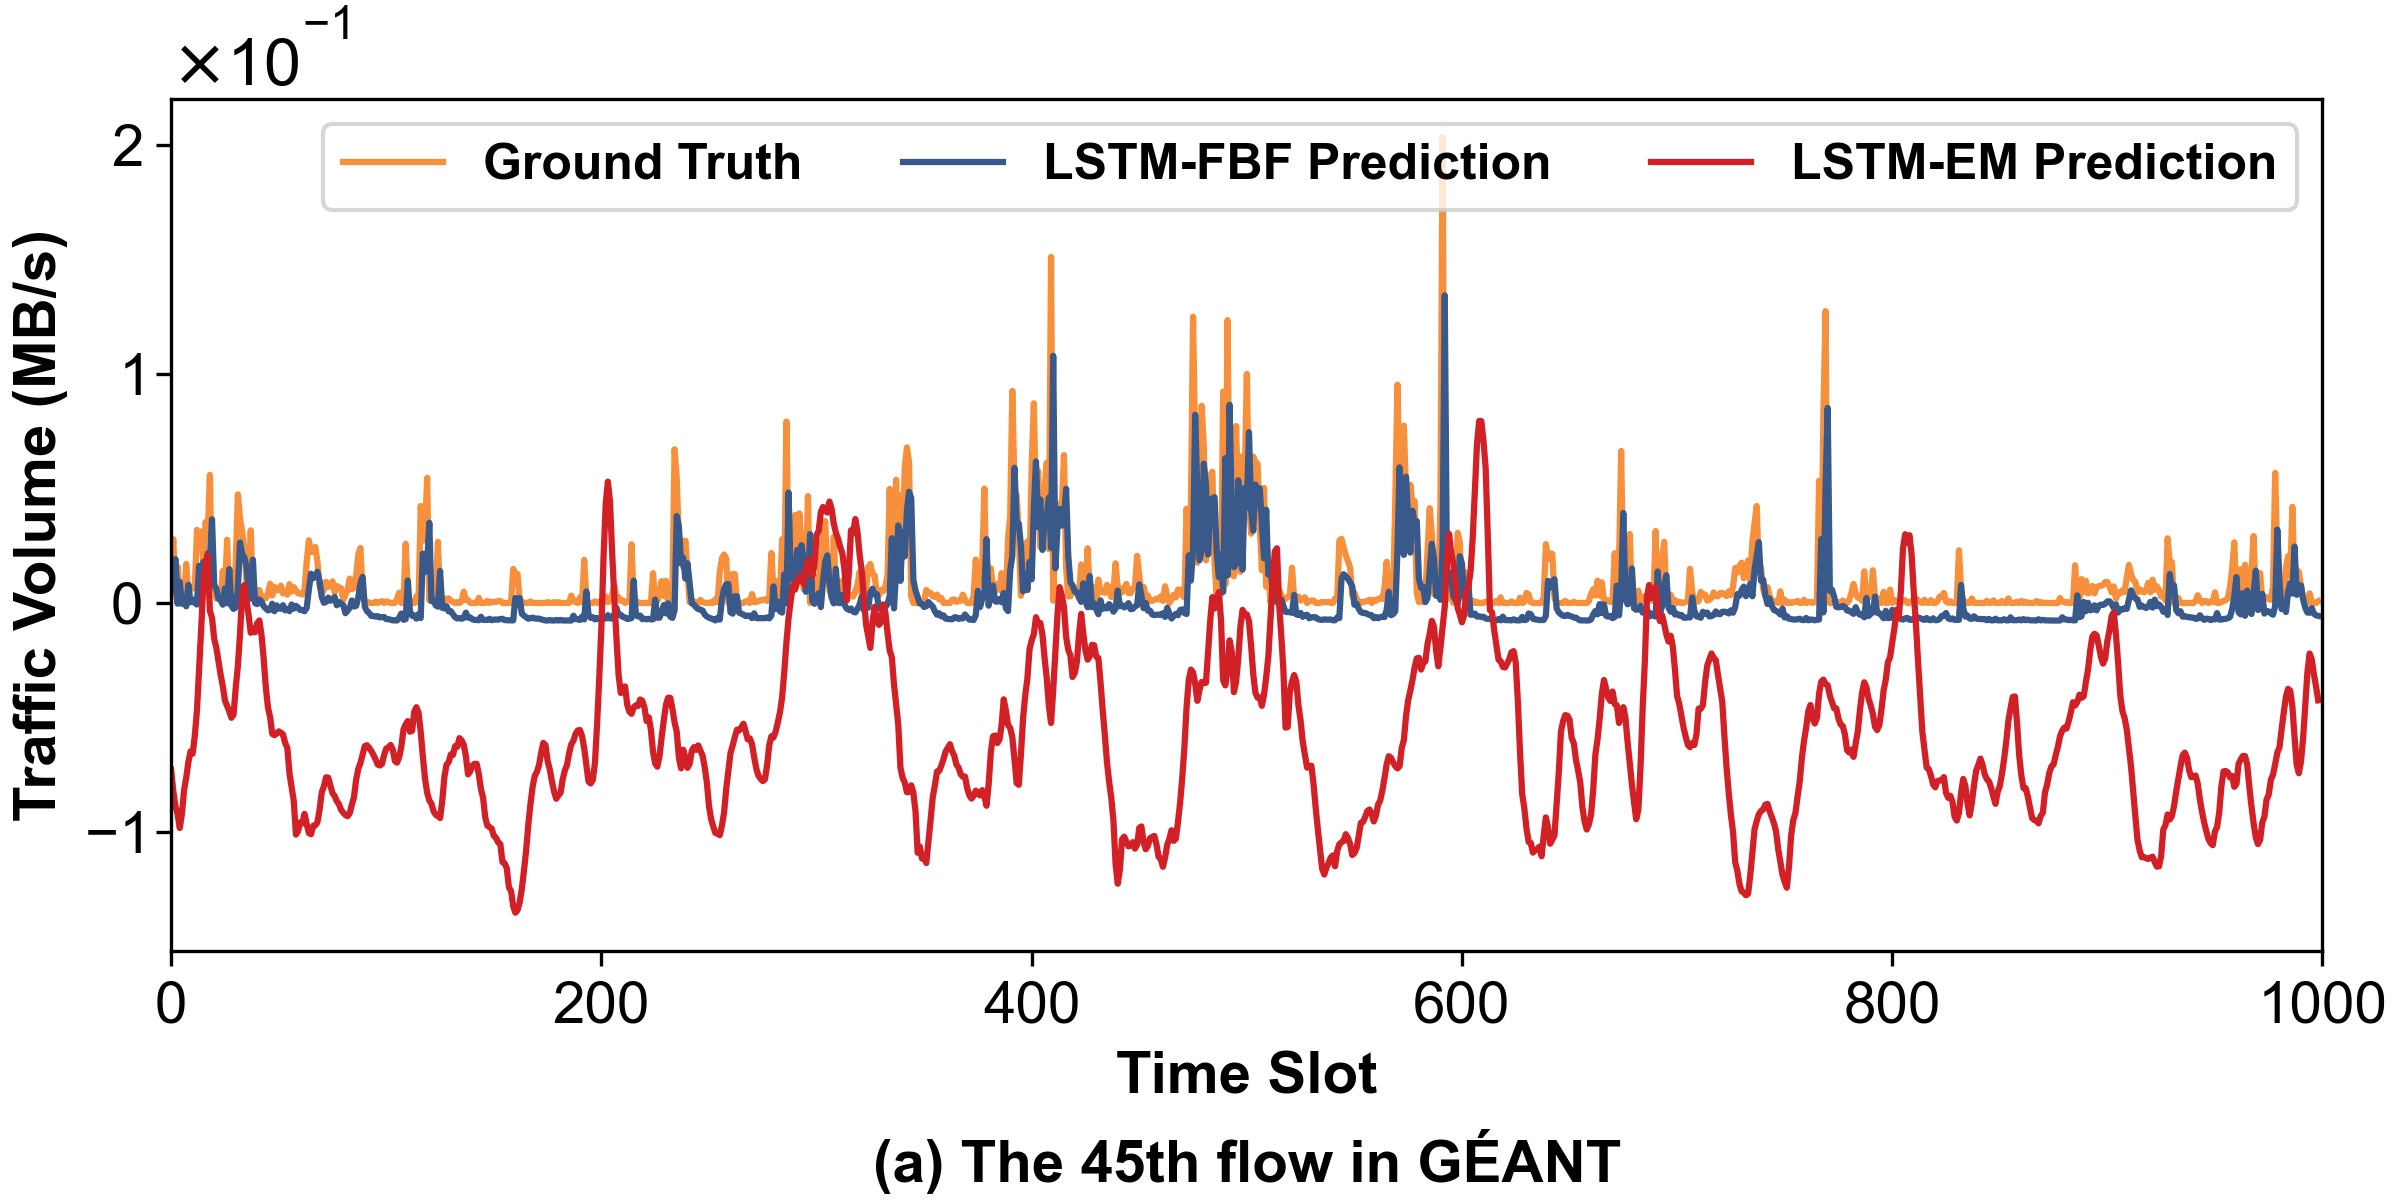 ×10⁻¹
Ground Truth LSTM-FBF Prediction LSTM-EM Prediction
Traffic Volume (MB/s)
2
1
0
−1
0 200 400 600 800 1000
Time Slot
(a) The 45th flow in GÉANT